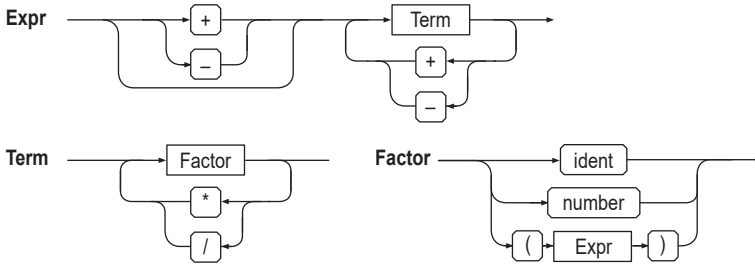 Expr + Term
– +
–
Term Factor
*
/
Factor ident
number
( Expr )